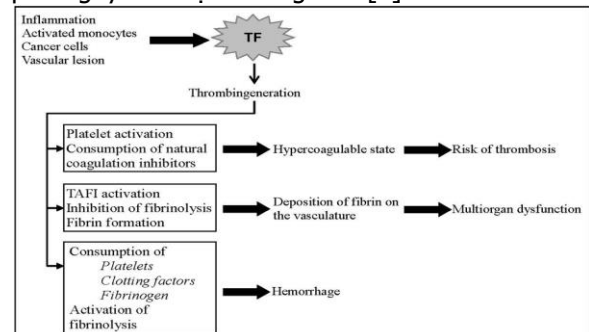 Inflammation
Activated monocytes
Cancer cells
Vascular lesion
TF
Thrombingeneration
Platelet activation
Consumption of natural
coagulation inhibitors
Hypercoagulable state
Risk of thrombosis
TAFI activation
Inhibition of fibrinolysis
Fibrin formation
Deposition of fibrin on
the vasculature
Multiorgan dysfunction
Consumption of
Platelets
Clotting factors
Fibrinogen
Activation of
fibrinolysis
Hemorrhage